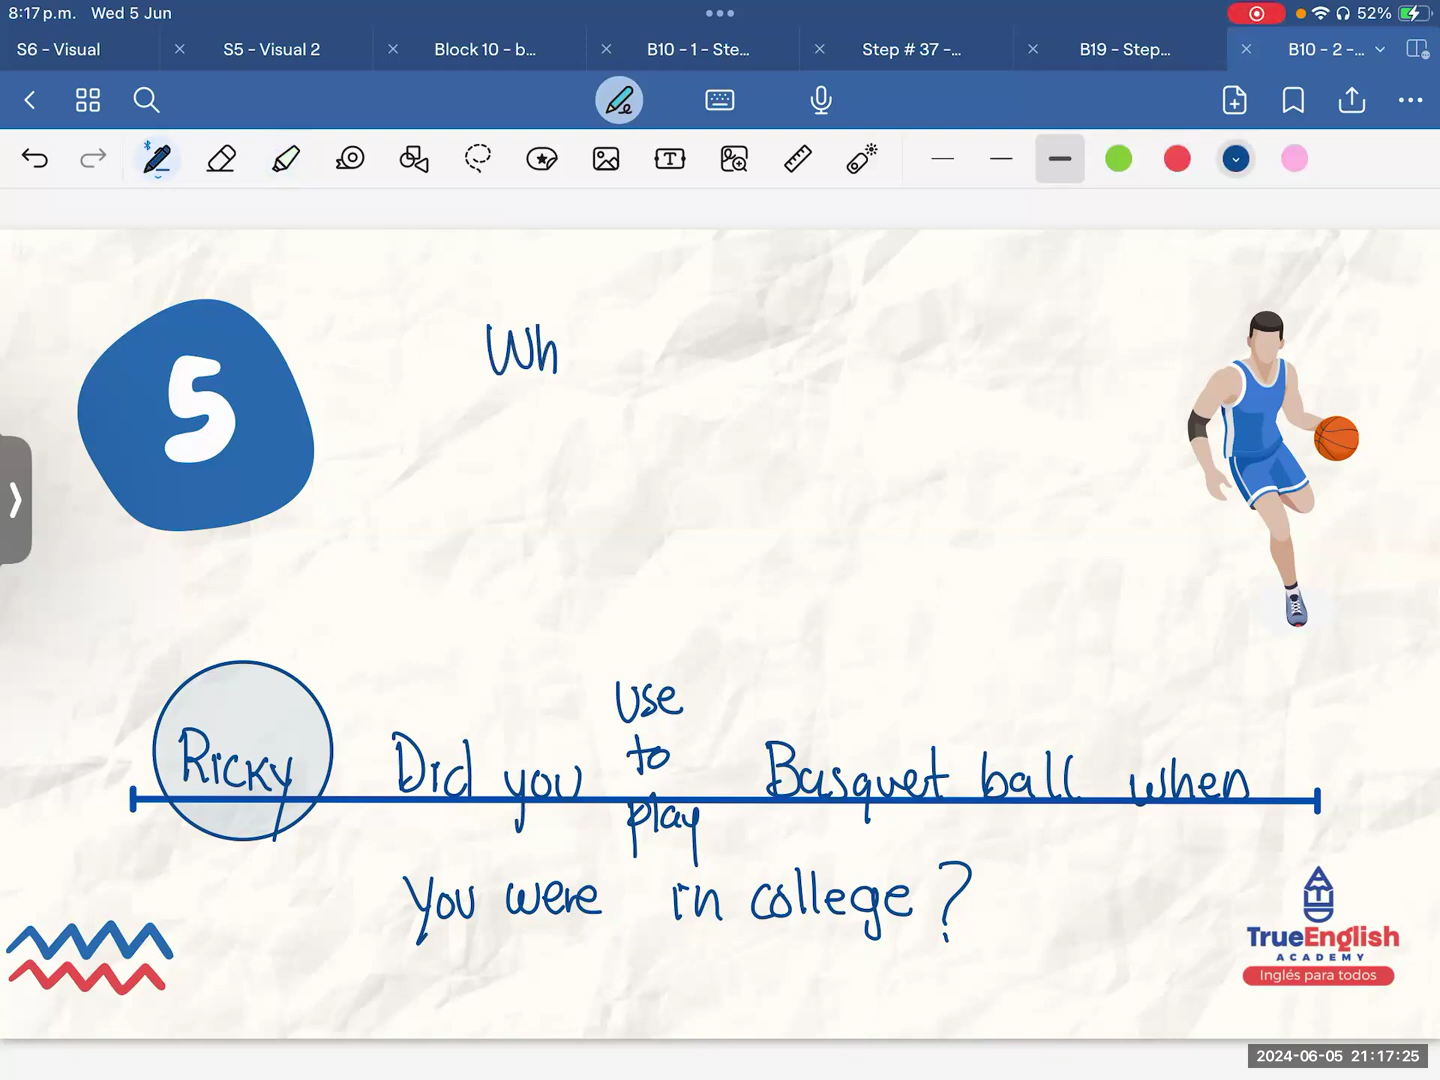 8:17 p.m. Wed 5 Jun
52%
S6 - Visual
S5 - Visual 2
Block 10 - b...
B10 - 1 - Ste...
Step # 37 -...
B19 - Step...
B10 - 2 -...
5
Wh
use
to
Ricky Did you play Basquet ball when
you were in college?
TrueEnglish
ACADEMY
Inglés para todos
2024-06-05 21:17:25